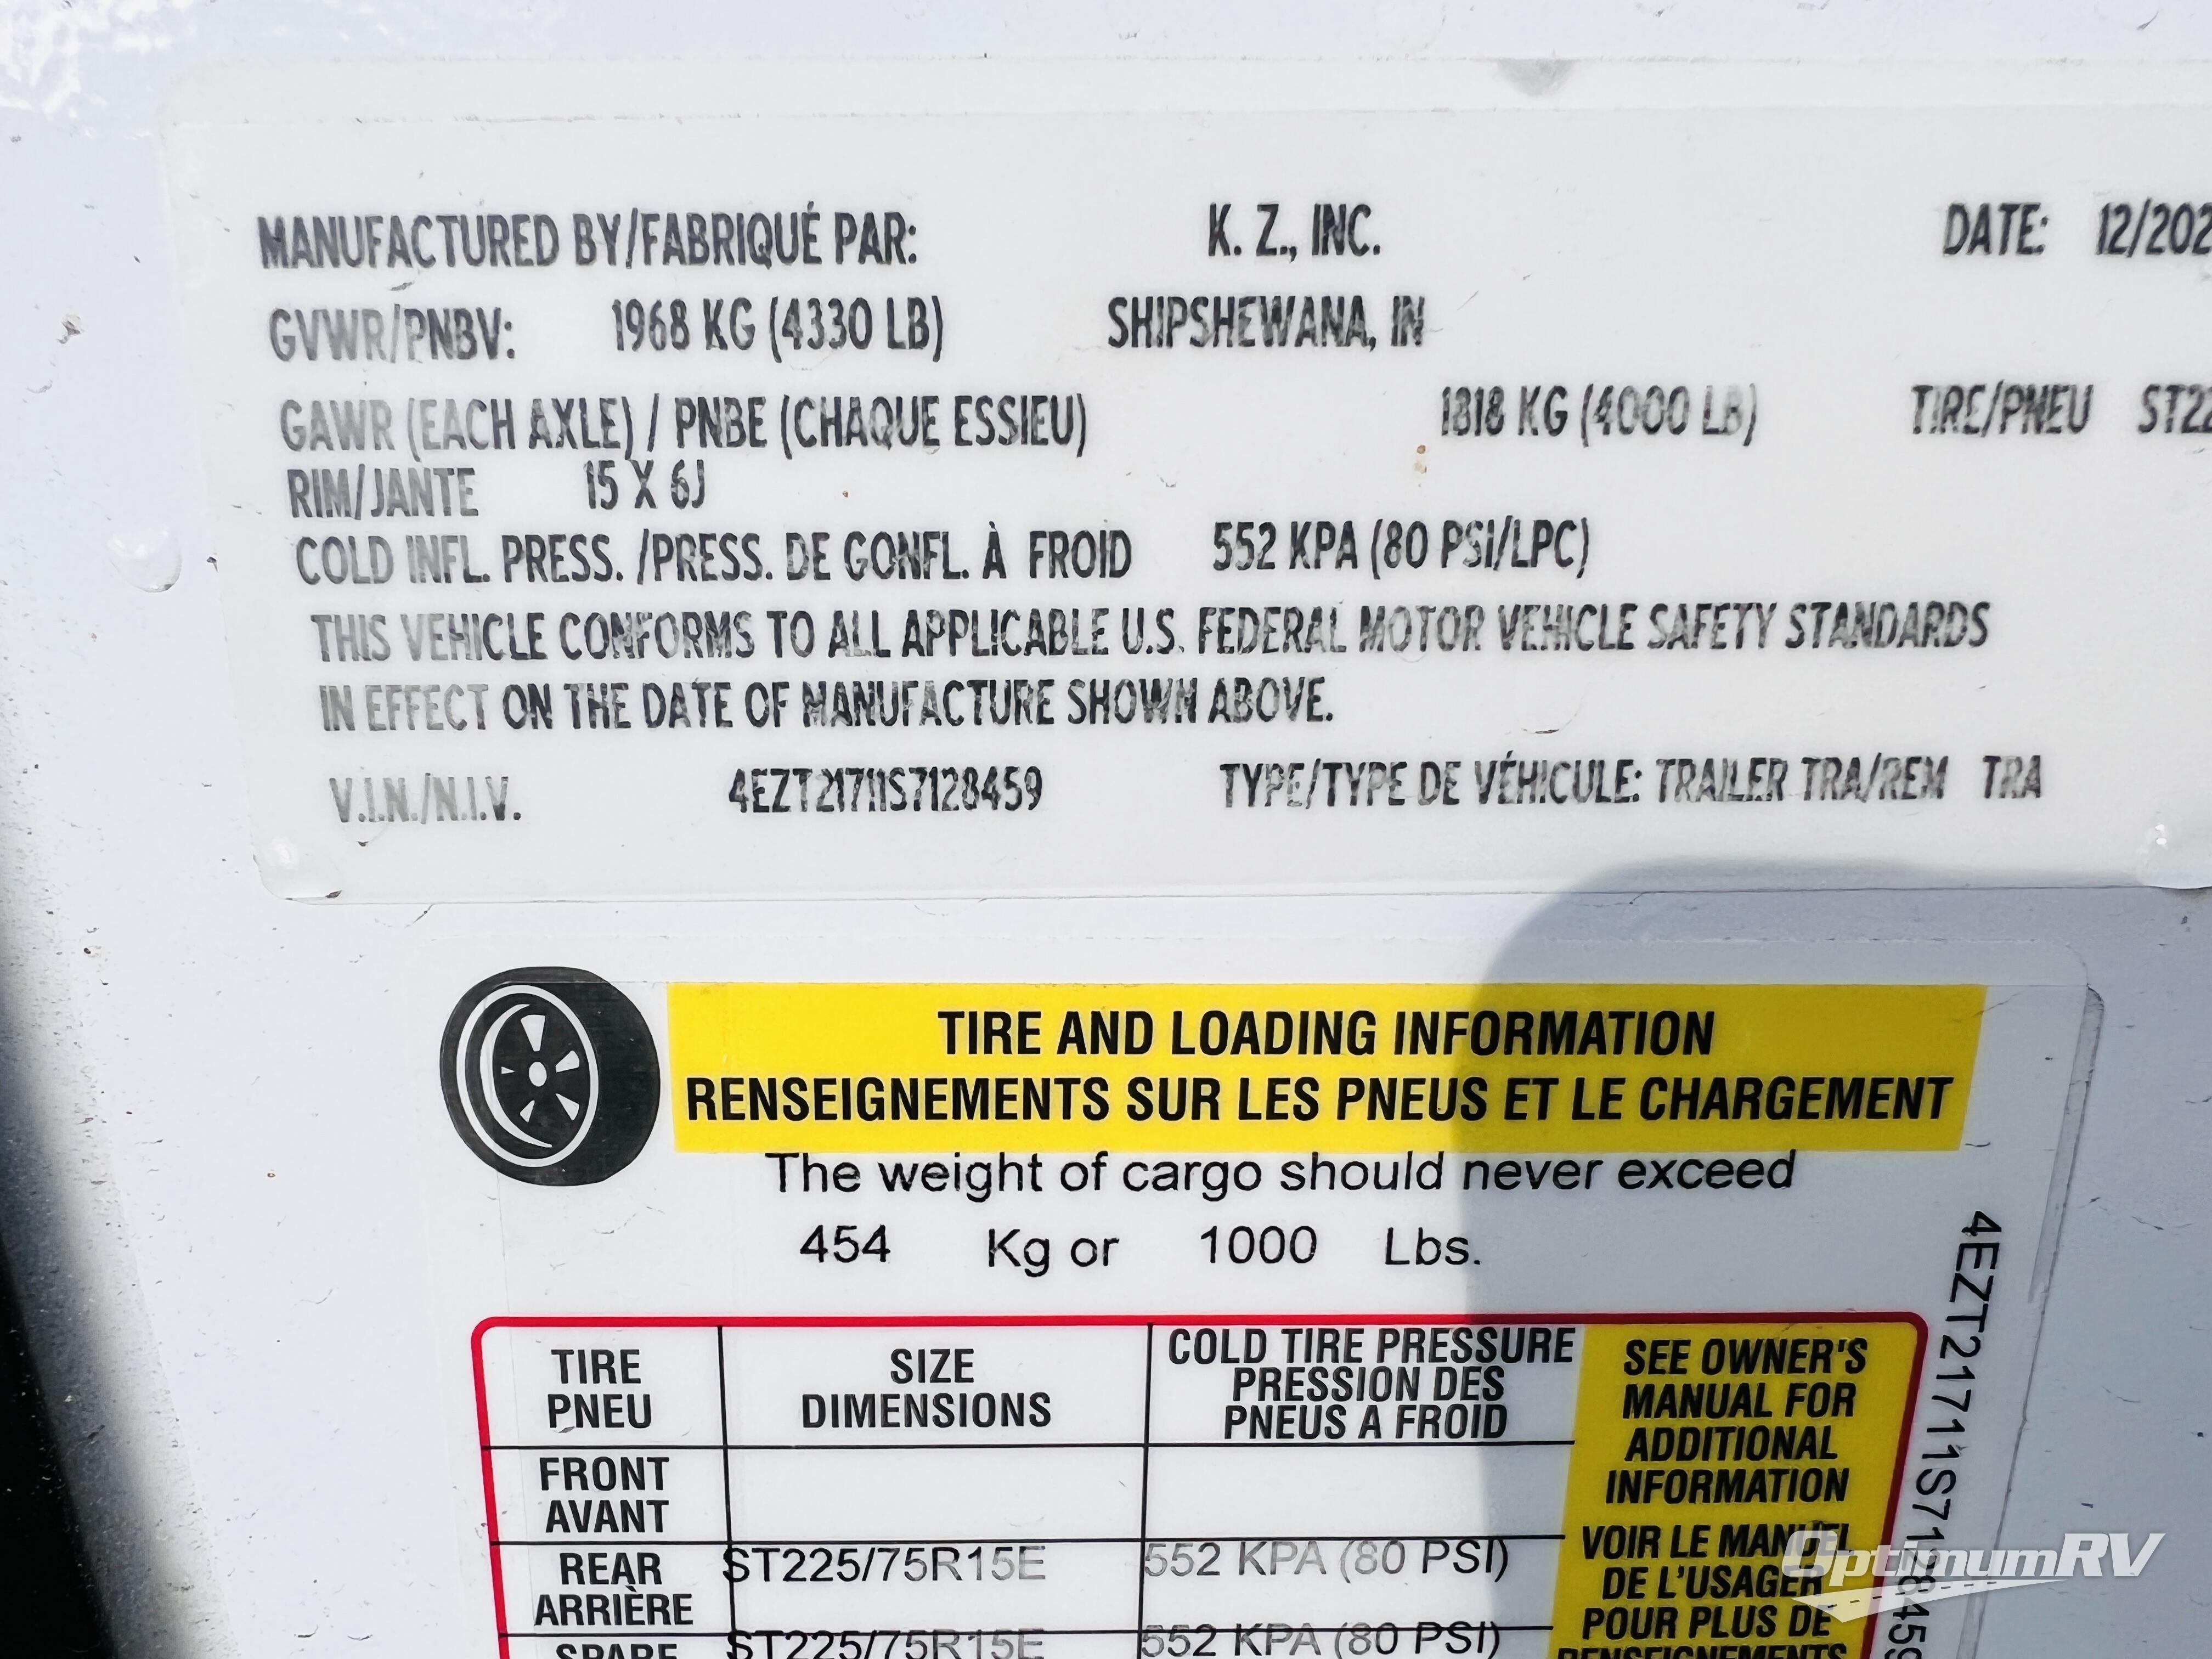 MANUFACTURED BY/FABRIQUÉ PAR: K. Z., INC. DATE: 12/202
GVWR/PNBV: 1968 KG (4330 LB) SHIPSHEWANA, IN
GAWR (EACH AXLE) / PNBE (CHAQUE ESSIEU) 1818 KG (4000 LB) TIRE/PNEU ST22
RIM/JANTE 15 X 6J
COLD INFL. PRESS. /PRESS. DE GONFL. À FROID 552 KPA (80 PSI/LPC)
THIS VEHICLE CONFORMS TO ALL APPLICABLE U.S. FEDERAL MOTOR VEHICLE SAFETY STANDARDS
IN EFFECT ON THE DATE OF MANUFACTURE SHOWN ABOVE.
V.I.N./N.I.V. 4EZT21711S7128459 TYPE/TYPE DE VÉHICULE: TRAILER TRA/REM TRA
TIRE AND LOADING INFORMATION
RENSEIGNEMENTS SUR LES PNEUS ET LE CHARGEMENT
The weight of cargo should never exceed
454 Kg or 1000 Lbs.
TIRE
PNEU
SIZE
DIMENSIONS
COLD TIRE PRESSURE
PRESSION DES
PNEUS A FROID
FRONT
AVANT
REAR
ARRIÈRE
ST225/75R15E
552 KPA (80 PSI)
SPARE
ST225/75R15E
552 KPA (80 PSI)
SEE OWNER'S
MANUAL FOR
ADDITIONAL
INFORMATION
VOIR LE MANUEL
DE L'USAGER
POUR PLUS DE
RENSEIGNEMENTS
4EZT21711S7128459
OptimumRV